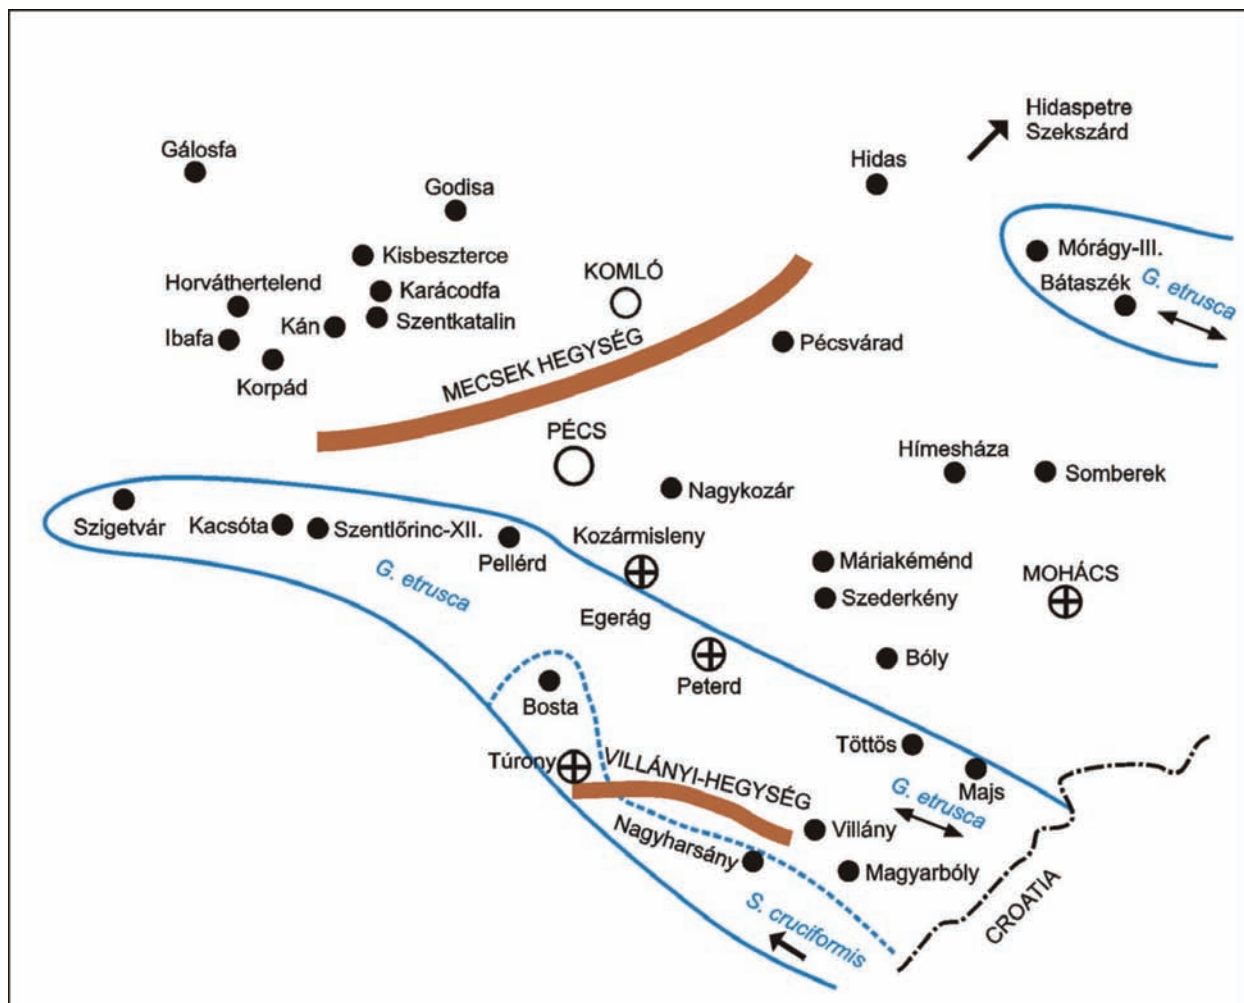 Hidaspetre
Szekszárd
Gálosfa
Hidas
Godisa
Mórágy-III.
Kisbeszterce
KOMLÓ
Horváthertelend
Karácodfa
Bátaszék
G. etrusca
Ibafa
Kán
Szentkatalin
Pécsvárad
Korpád
MECSEK HEGYSÉG
PÉCS
Hímesháza
Somberek
Nagykozár
Szigetvár
Kacsóta
Szentlőrinc-XII.
Pellérd
Kozármisleny
Máriakéménd
MOHÁCS
G. etrusca
Szederkény
Egerág
Bóly
Peterd
Bosta
Töttös
Túrony
VILLÁNYI-HEGYSÉG
Majs
G. etrusca
Villány
Nagyharsány
Magyarbóly
S. cruciformis
CROATIA